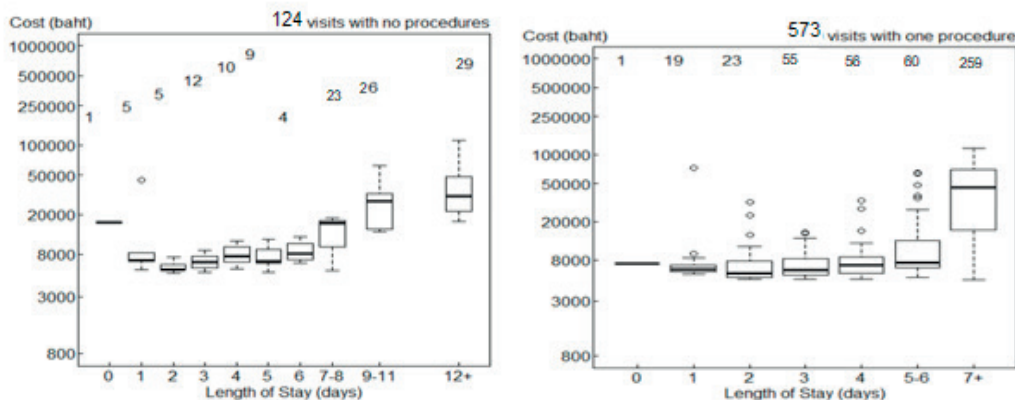 Cost (baht) 124 visits with no procedures
1000000
500000
250000
100000
50000
20000
8000
3000
800
1 5 5 12 10 9 4 23 26 29
0 1 2 3 4 5 6 7-8 9-11 12+
Length of Stay (days)
Cost (baht) 573 visits with one procedure
1000000
500000
250000
100000
50000
20000
8000
3000
800
1 19 23 55 56 60 259
0 1 2 3 4 5-6 7+
Length of Stay (days)